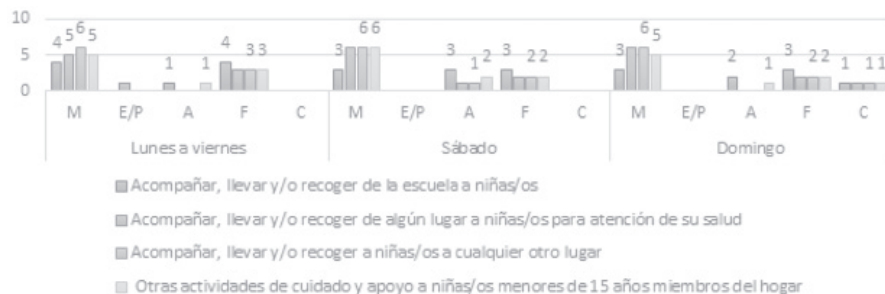 10
4 5 6 5 1 1 1 4 3 3 3 6 6 3 1 2 3 2 2 3 6 5 2 1 3 2 2 1 1 1
5
0
M E/P A F C M E/P A F C M E/P A F C
Lunes a viernes Sábado Domingo
Acompañar, llevar y/o recoger de la escuela a niñas/os
Acompañar, llevar y/o recoger de algún lugar a niñas/os para atención de su salud
Acompañar, llevar y/o recoger a niñas/os a cualquier otro lugar
Otras actividades de cuidado y apoyo a niñas/os menores de 15 años miembros del hogar